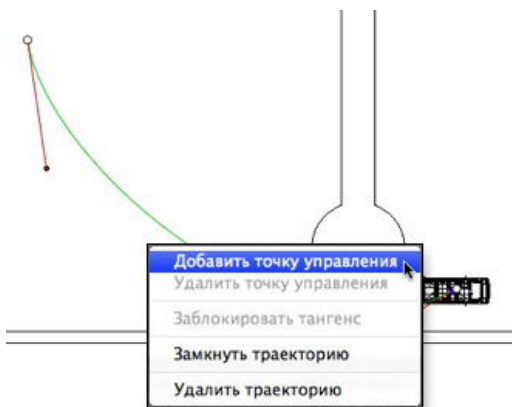 Добавить точку управления
Удалить точку управления
Заблокировать тангенс
Замкнуть траекторию
Удалить траекторию